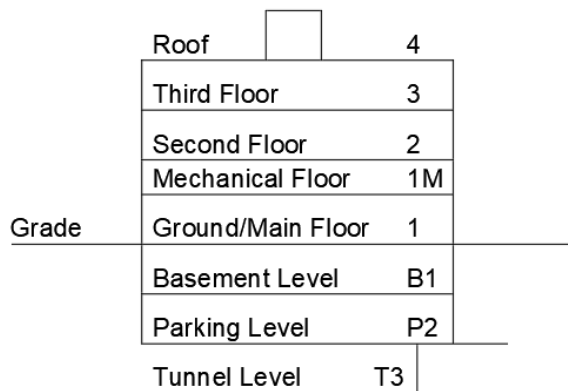 Roof 4
Third Floor 3
Second Floor 2
Mechanical Floor 1M
Grade Ground/Main Floor 1
Basement Level B1
Parking Level P2
Tunnel Level T3